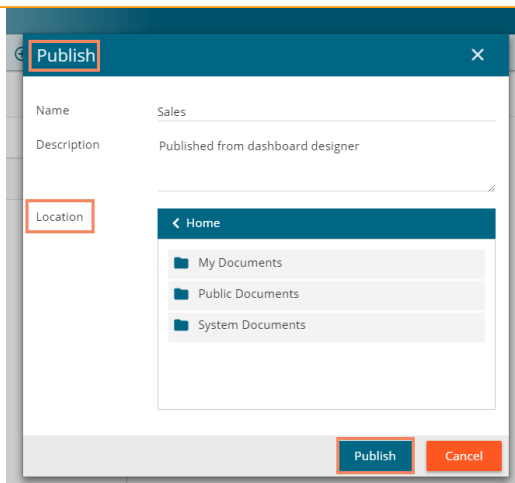 Publish
Name
Sales
Description
Published from dashboard designer
Location
Home
My Documents
Public Documents
System Documents
Publish
Cancel